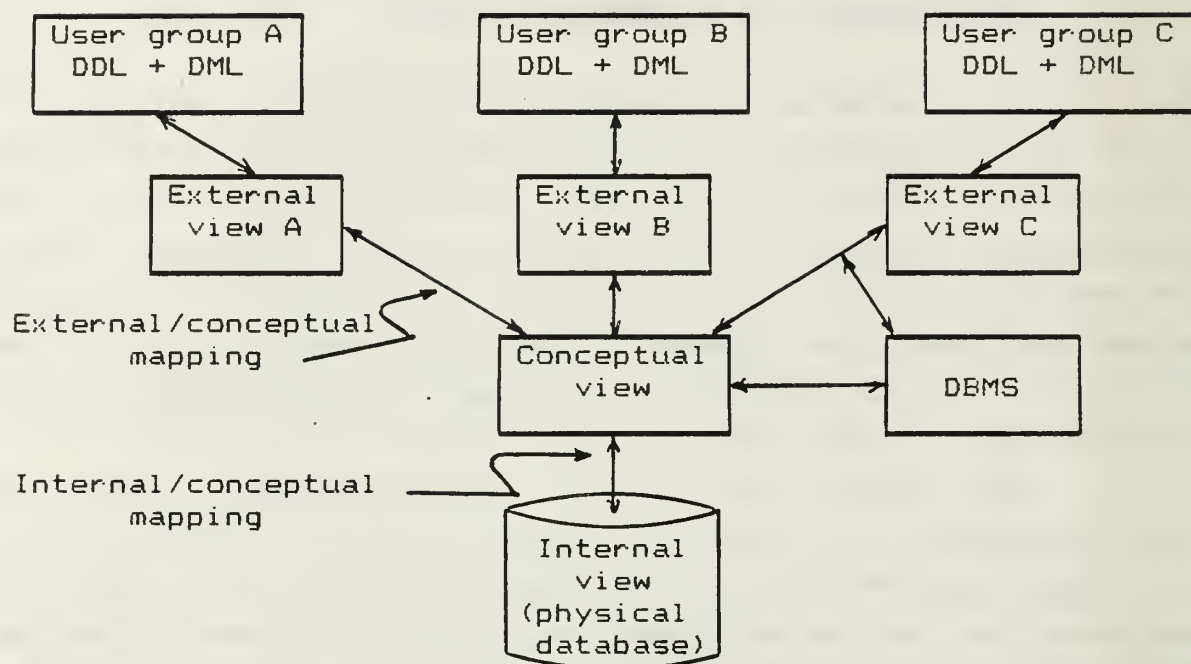 User group A
DDL + DML
User group B
DDL + DML
User group C
DDL + DML
External
view A
External
view B
External
view C
External/conceptual
mapping
Conceptual
view
DBMS
Internal/conceptual
mapping
Internal
view
(physical
database)